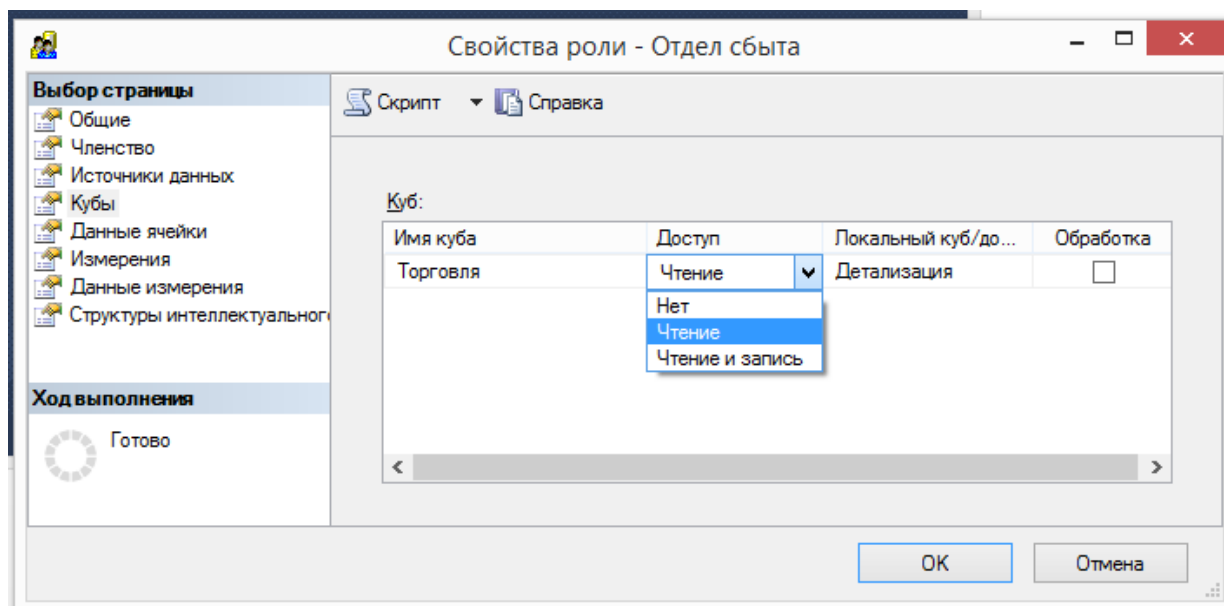 Свойства роли - Отдел сбыта
Выбор страницы
Общие
Членство
Источники данных
Кубы
Данные ячейки
Измерения
Данные измерения
Структуры интеллектуальног
Ход выполнения
Готово
Скрипт Справка
Куб:
Имя куба Доступ Локальный куб/до... Обработка
Торговля Чтение Детализация
Нет
Чтение
Чтение и запись
OK Отмена